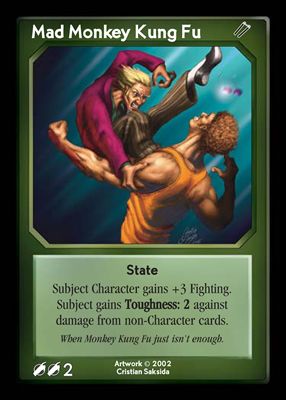 Mad Monkey Kung Fu
State
Subject Character gains +3 Fighting.
Subject gains Toughness: 2 against
damage from non-Character cards.
When Monkey Kung Fu just isn't enough.
2
Artwork © 2002
Cristian Saksida